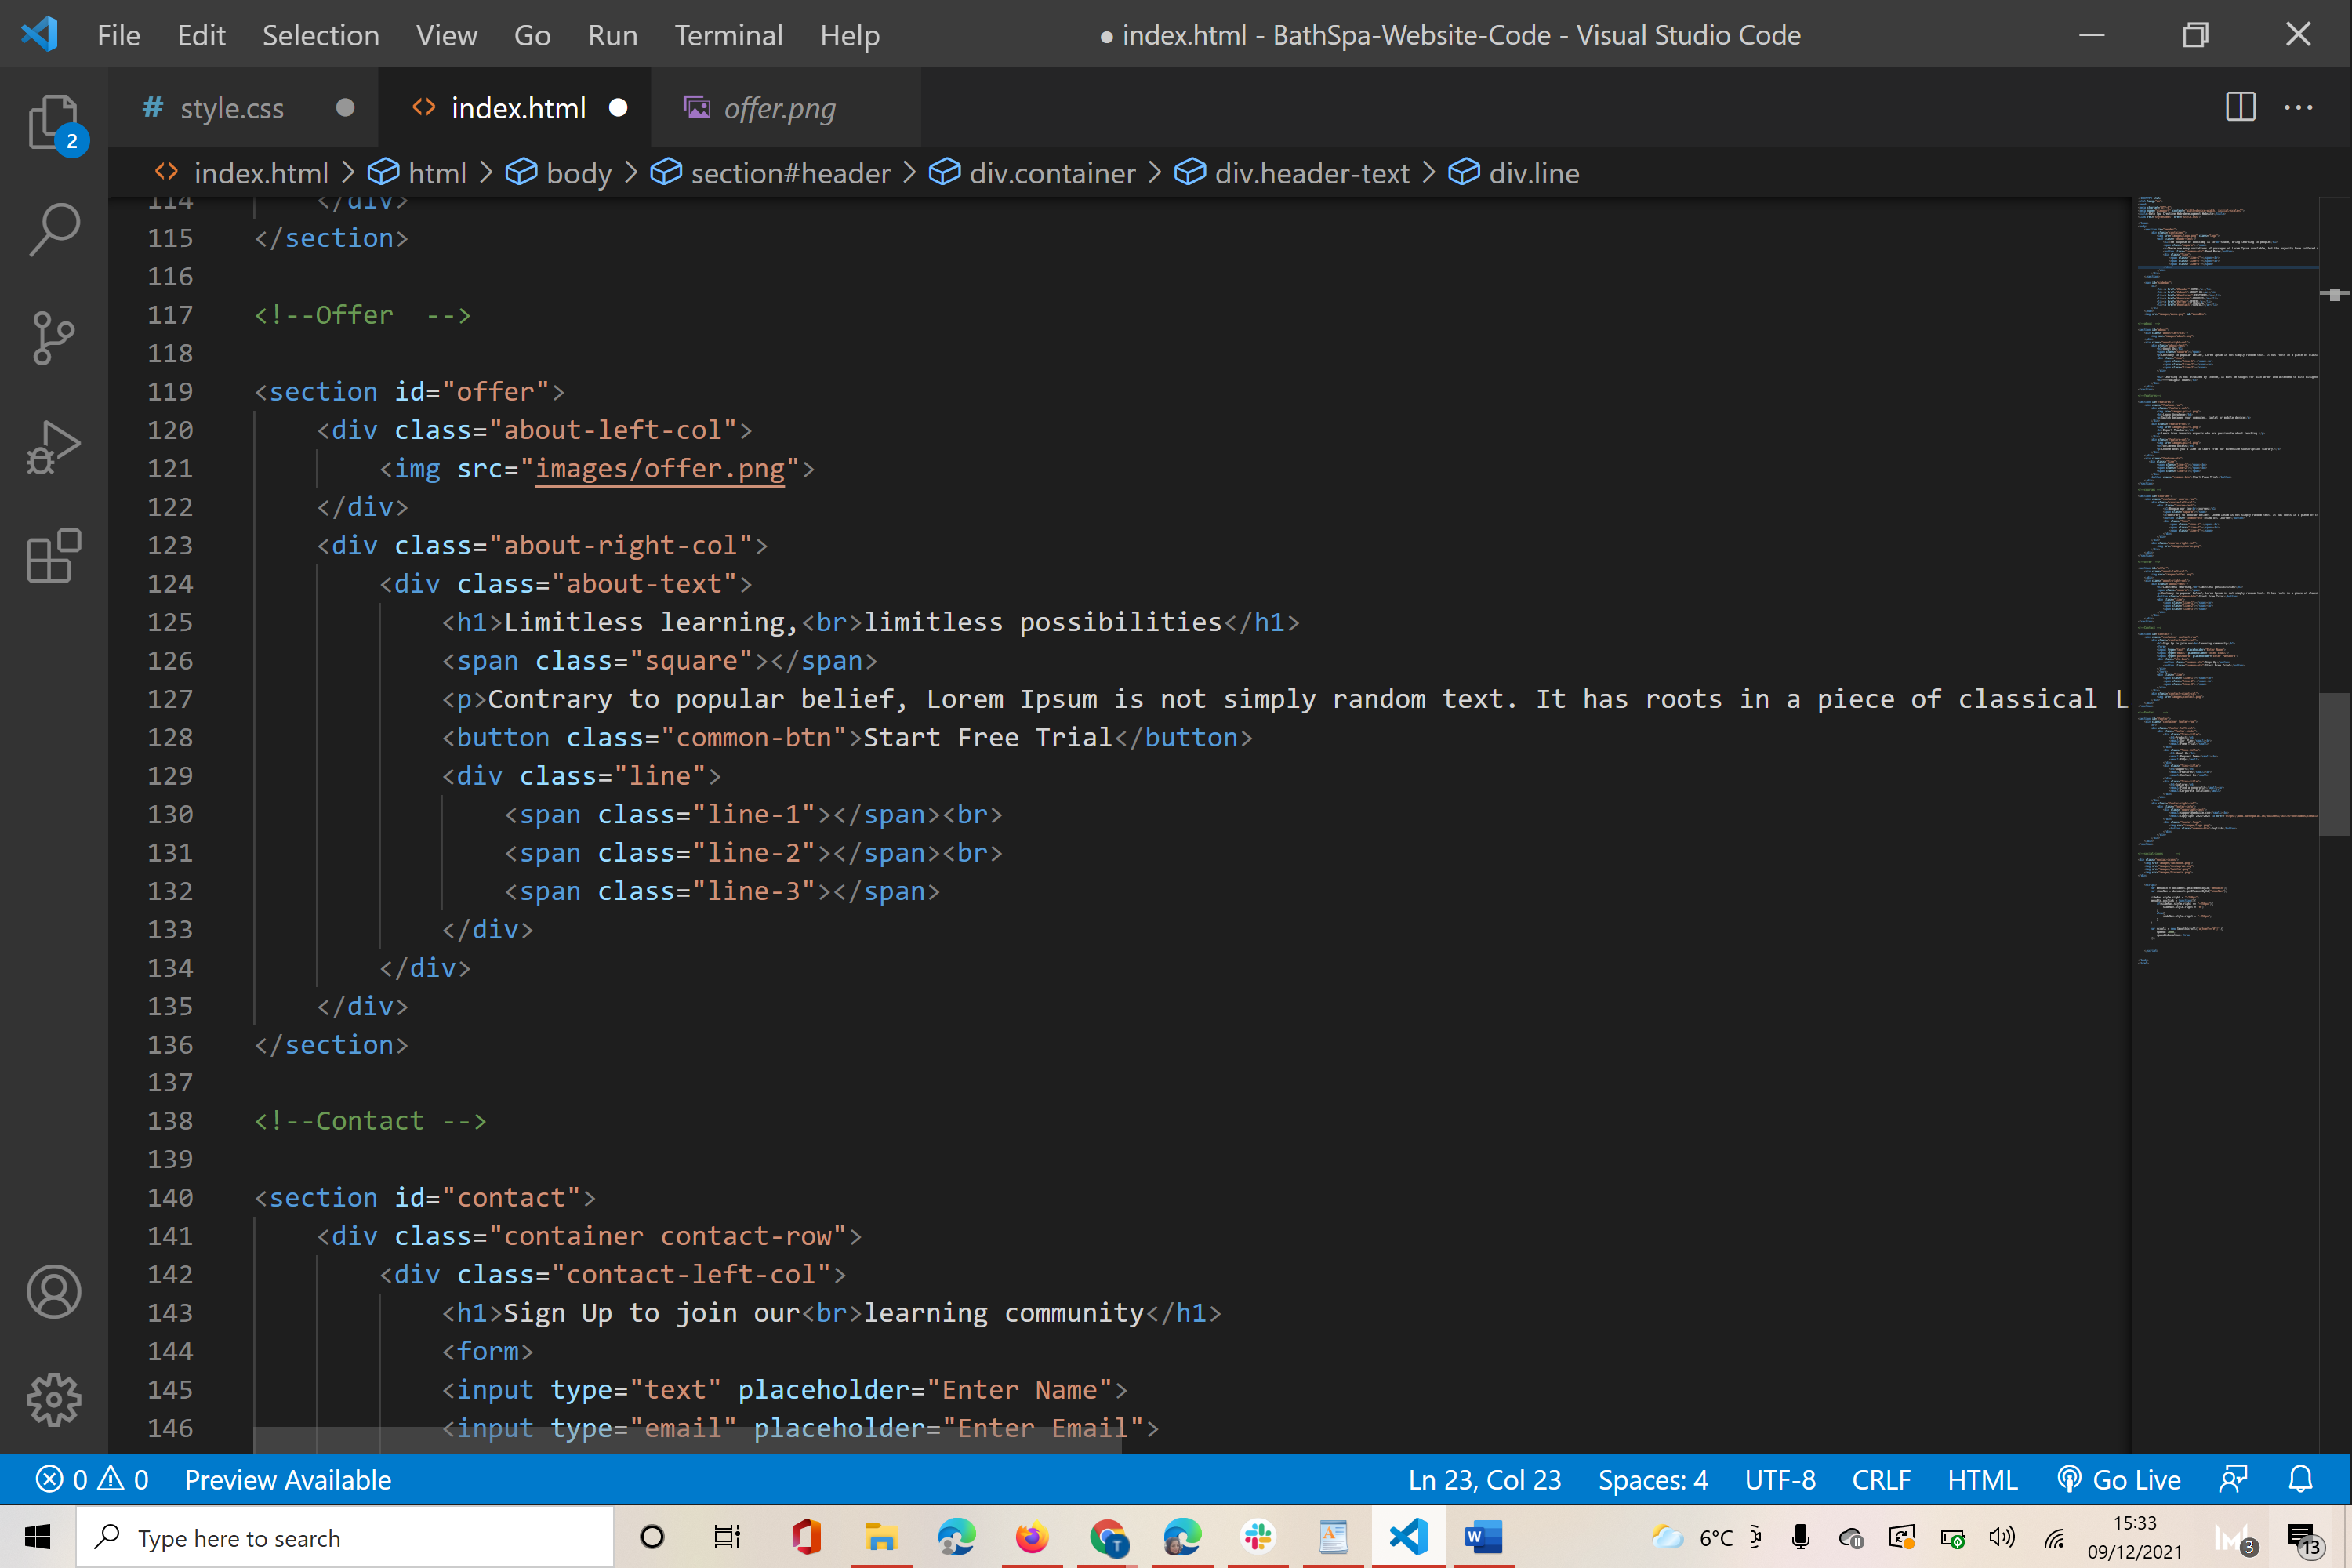 File Edit Selection View Go Run Terminal Help ● index.html - BathSpa-Website-Code - Visual Studio Code
# style.css ● <> index.html ● offer.png
2
<> index.html > html > body > section#header > div.container > div.header-text > div.line
114 </div>
115 </section>
116
117 <!--Offer  -->
118
119 <section id="offer">
120 <div class="about-left-col">
121 <img src="images/offer.png">
122 </div>
123 <div class="about-right-col">
124 <div class="about-text">
125 <h1>Limitless learning,<br>limitless possibilities</h1>
126 <span class="square"></span>
127 <p>Contrary to popular belief, Lorem Ipsum is not simply random text. It has roots in a piece of classical L
128 <button class="common-btn">Start Free Trial</button>
129 <div class="line">
130 <span class="line-1"></span><br>
131 <span class="line-2"></span><br>
132 <span class="line-3"></span>
133 </div>
134 </div>
135 </div>
136 </section>
137
138 <!--Contact -->
139
140 <section id="contact">
141 <div class="container contact-row">
142 <div class="contact-left-col">
143 <h1>Sign Up to join our<br>learning community</h1>
144 <form>
145 <input type="text" placeholder="Enter Name">
146 <input type="email" placeholder="Enter Email">
0 0 Preview Available Ln 23, Col 23 Spaces: 4 UTF-8 CRLF HTML Go Live
Type here to search T A W 6°C 3 13
15:33
09/12/2021